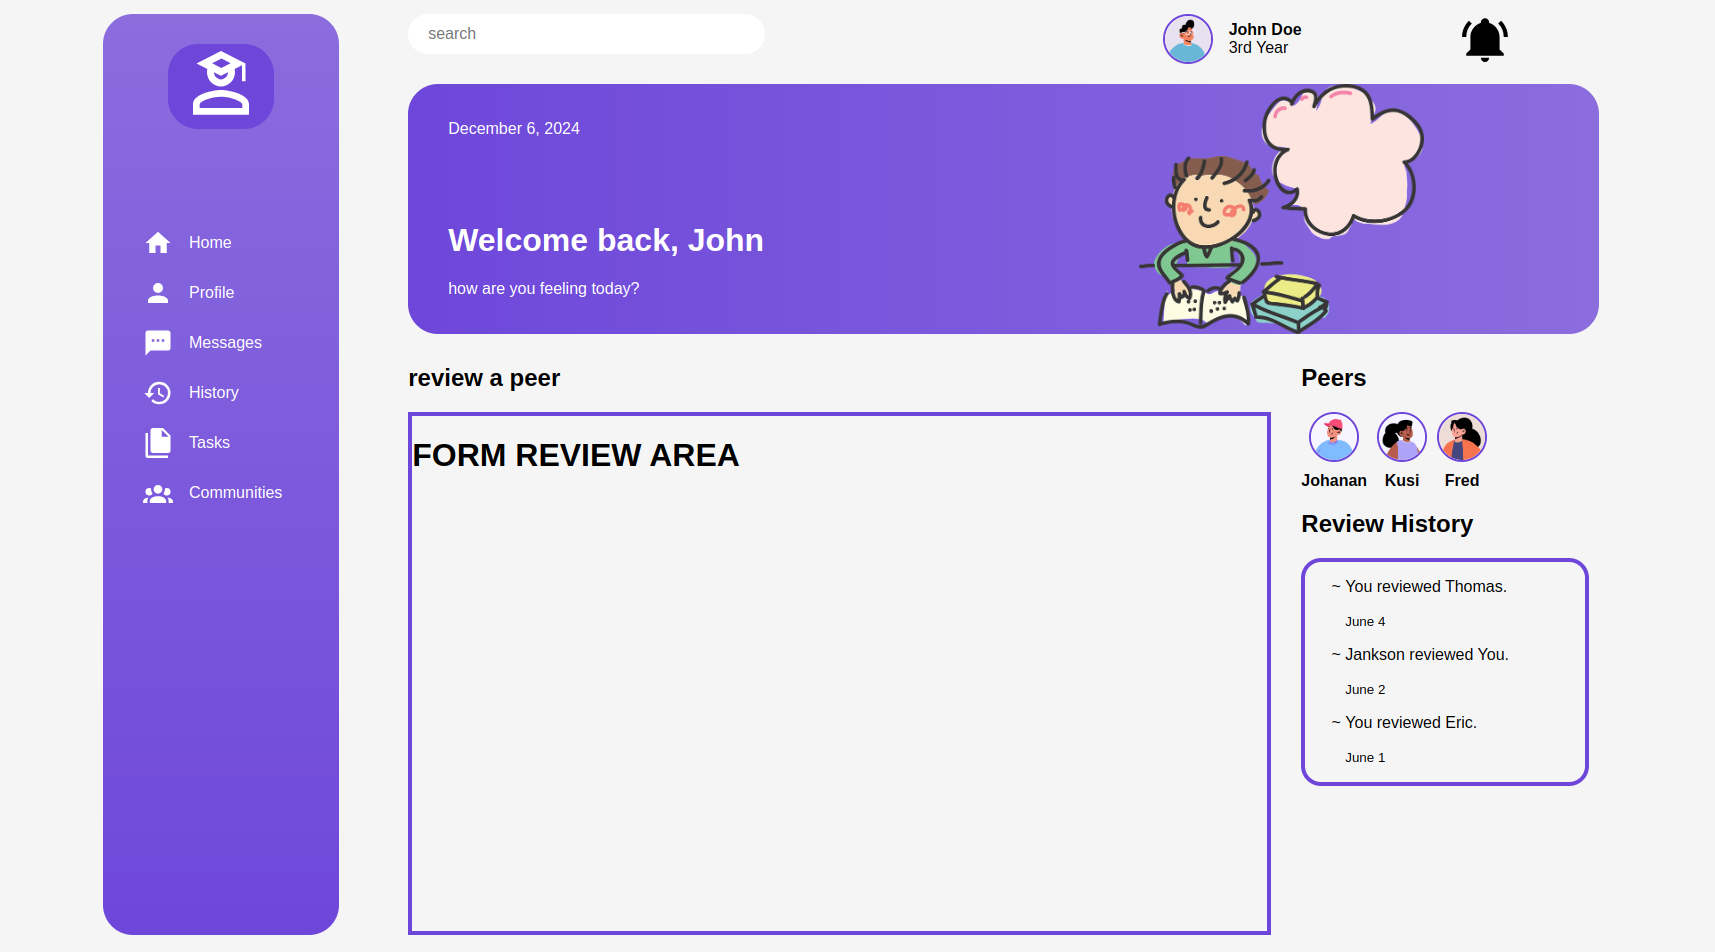 search
John Doe
3rd Year
December 6, 2024
Welcome back, John
how are you feeling today?
Home
Profile
Messages
History
Tasks
Communities
review a peer
FORM REVIEW AREA
Peers
Johanan Kusi Fred
Review History
~ You reviewed Thomas.
June 4
~ Jankson reviewed You.
June 2
~ You reviewed Eric.
June 1